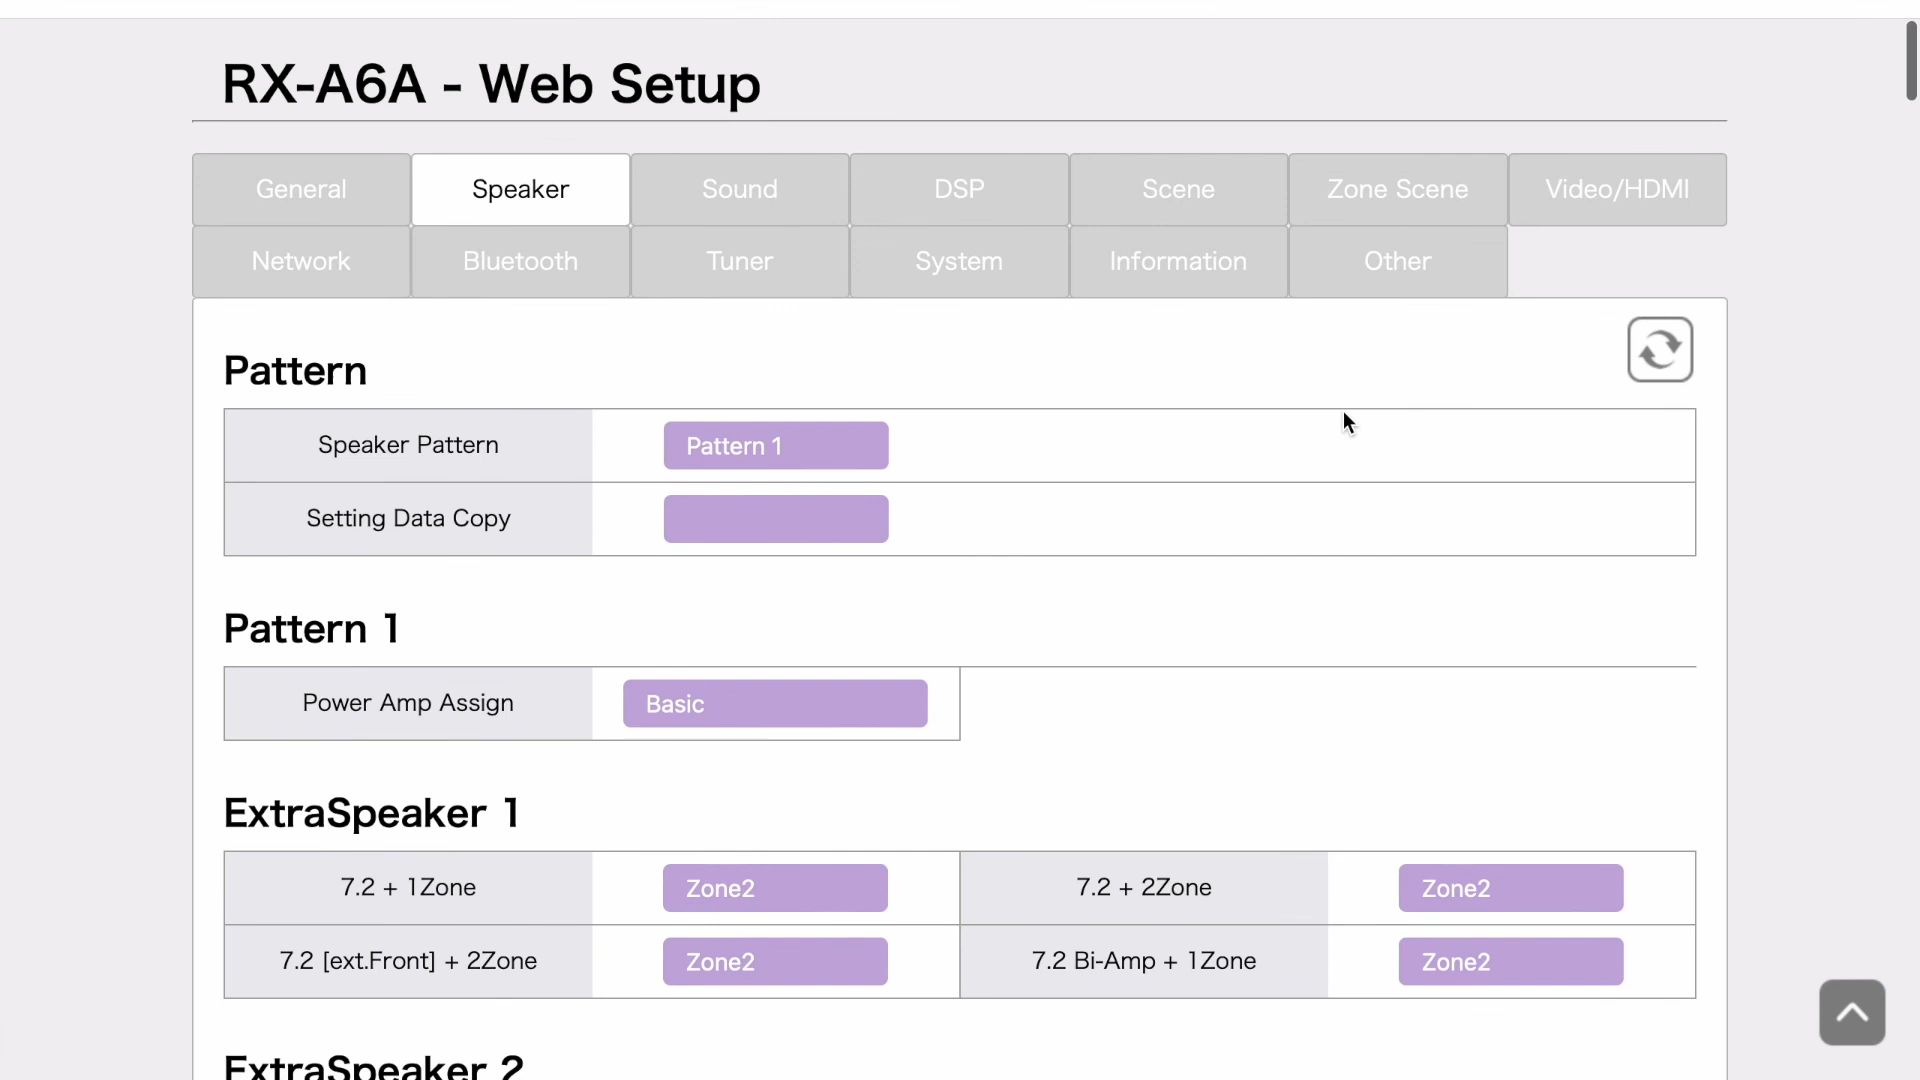 RX-A6A - Web Setup
General Speaker Sound DSP Scene Zone Scene Video/HDMI
Network Bluetooth Tuner System Information Other
Pattern
Speaker Pattern Pattern 1
Setting Data Copy
Pattern 1
Power Amp Assign Basic
ExtraSpeaker 1
7.2 + 1Zone Zone2 7.2 + 2Zone Zone2
7.2 [ext.Front] + 2Zone Zone2 7.2 Bi-Amp + 1Zone Zone2
ExtraSpeaker 2